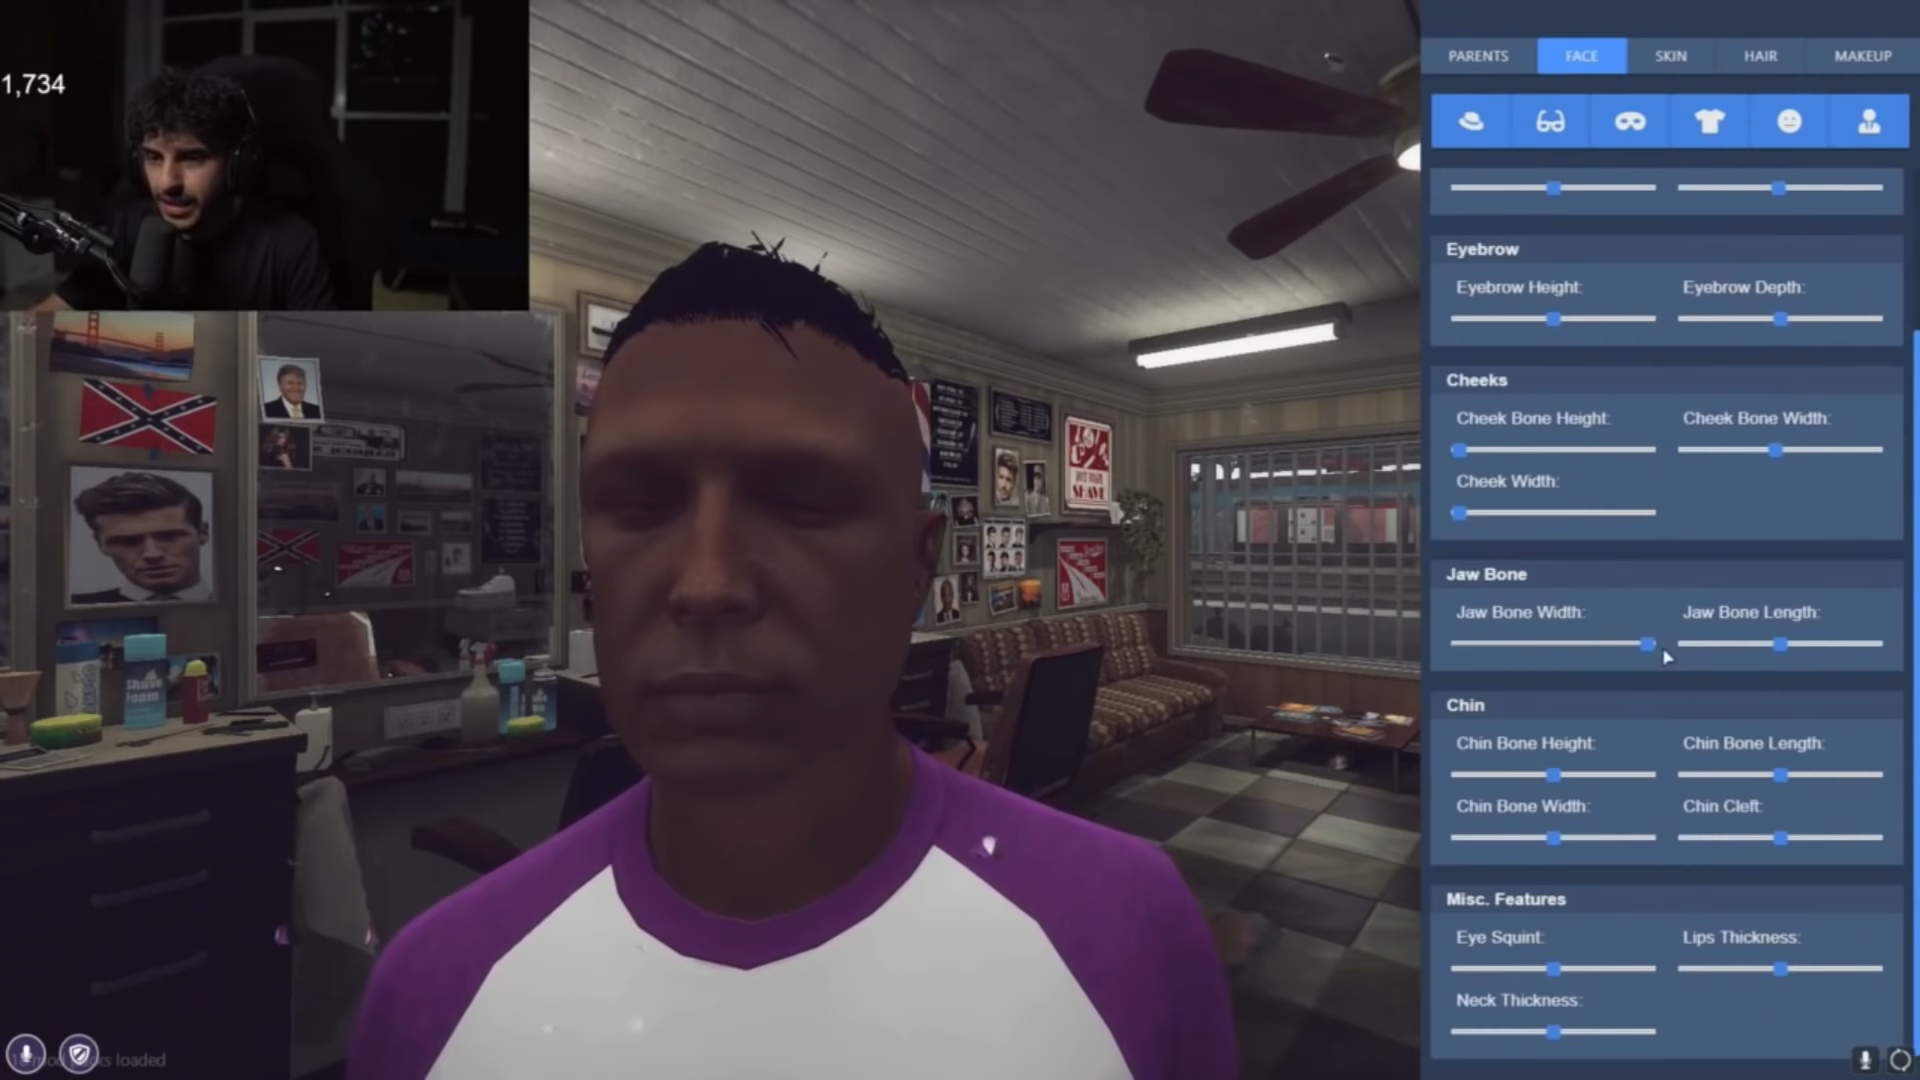 1,734
PARENTS
FACE
SKIN
HAIR
MAKEUP
Eyebrow
Eyebrow Height:
Eyebrow Depth:
Cheeks
Cheek Bone Height:
Cheek Bone Width:
Cheek Width:
Jaw Bone
Jaw Bone Width:
Jaw Bone Length:
Chin
Chin Bone Height:
Chin Bone Length:
Chin Bone Width:
Chin Cleft:
Misc. Features
Eye Squint:
Lips Thickness:
Neck Thickness:
Shave
Foam
SHAVE
loaded